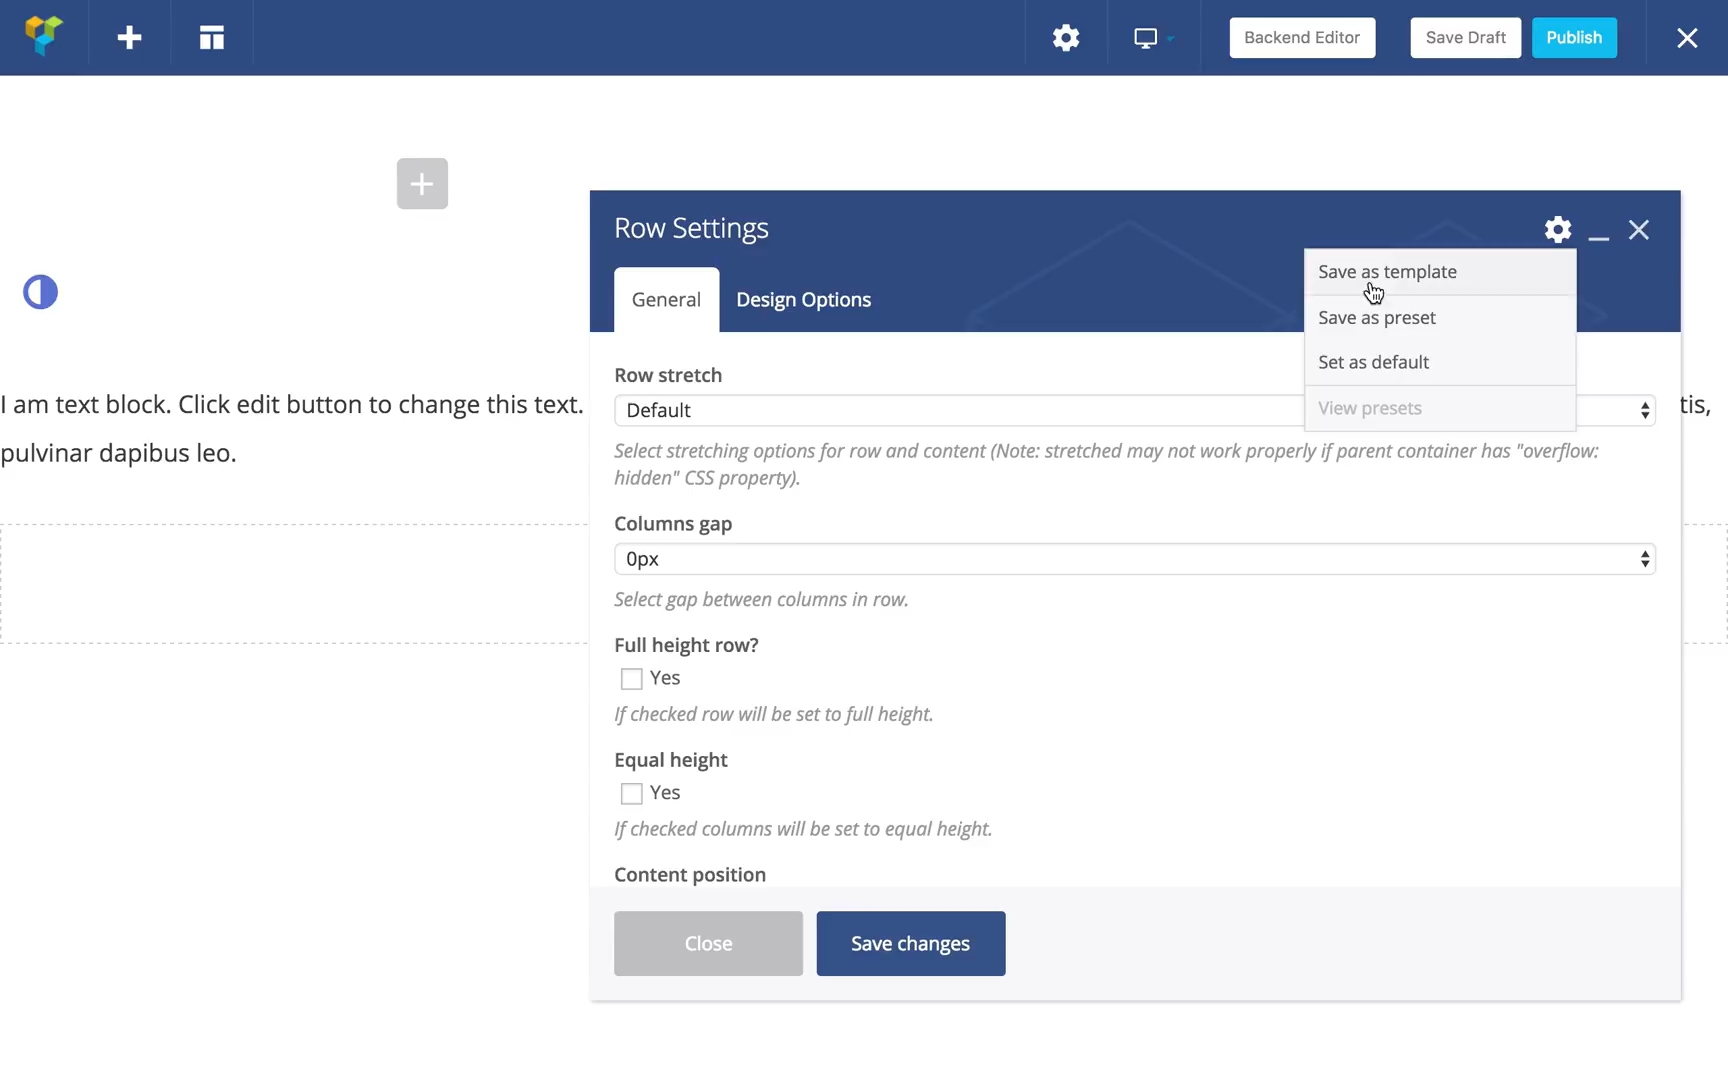 Backend Editor
Save Draft
Publish
Row Settings
General
Design Options
Save as template
Save as preset
Set as default
View presets
I am text block. Click edit button to change this text.
tis,
pulvinar dapibus leo.
Row stretch
Default
Select stretching options for row and content (Note: stretched may not work properly if parent container has "overflow:
hidden" CSS property).
Columns gap
0px
Select gap between columns in row.
Full height row?
Yes
If checked row will be set to full height.
Equal height
Yes
If checked columns will be set to equal height.
Content position
Close
Save changes